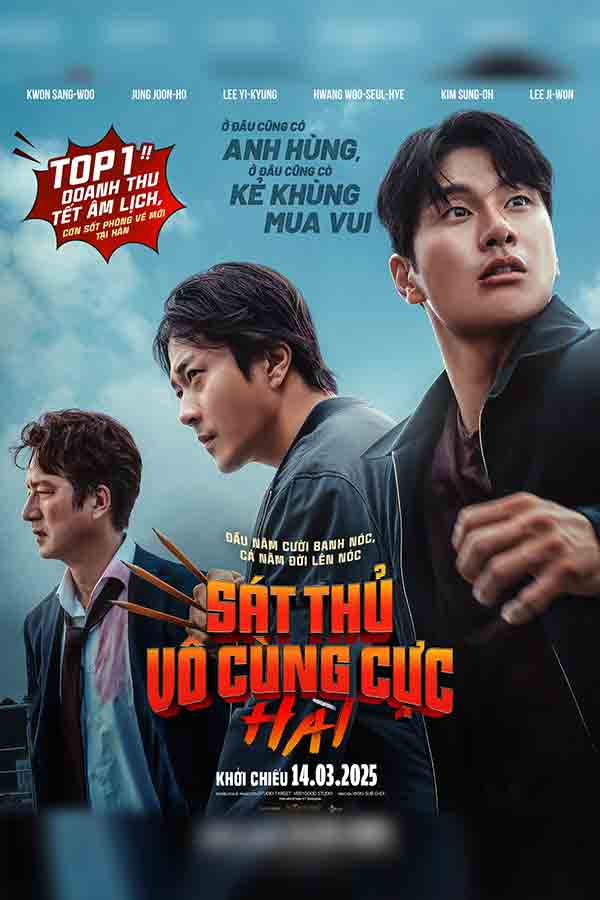 KWON SANG-WOO JUNG JOON-HO LEE YI-KYUNG HWANG WOO-SEUL-HYE KIM SUNG-OH LEE JI-WON
TOP 1 !!
DOANH THU
TẾT ÂM LỊCH,
CƠN SỐT PHÒNG VÉ MỚI
TẠI HÀN
Ở ĐÂU CŨNG CÓ
ANH HÙNG,
Ở ĐÂU CŨNG CÓ
KẺ KHÙNG
MUA VUI
ĐẦU NĂM CƯỜI BANH NÓC,
CẢ NĂM ĐỜI LÊN NÓC
SÁT THỦ
VÔ CÙNG CỰC
HÀI
KHỞI CHIẾU 14.03.2025